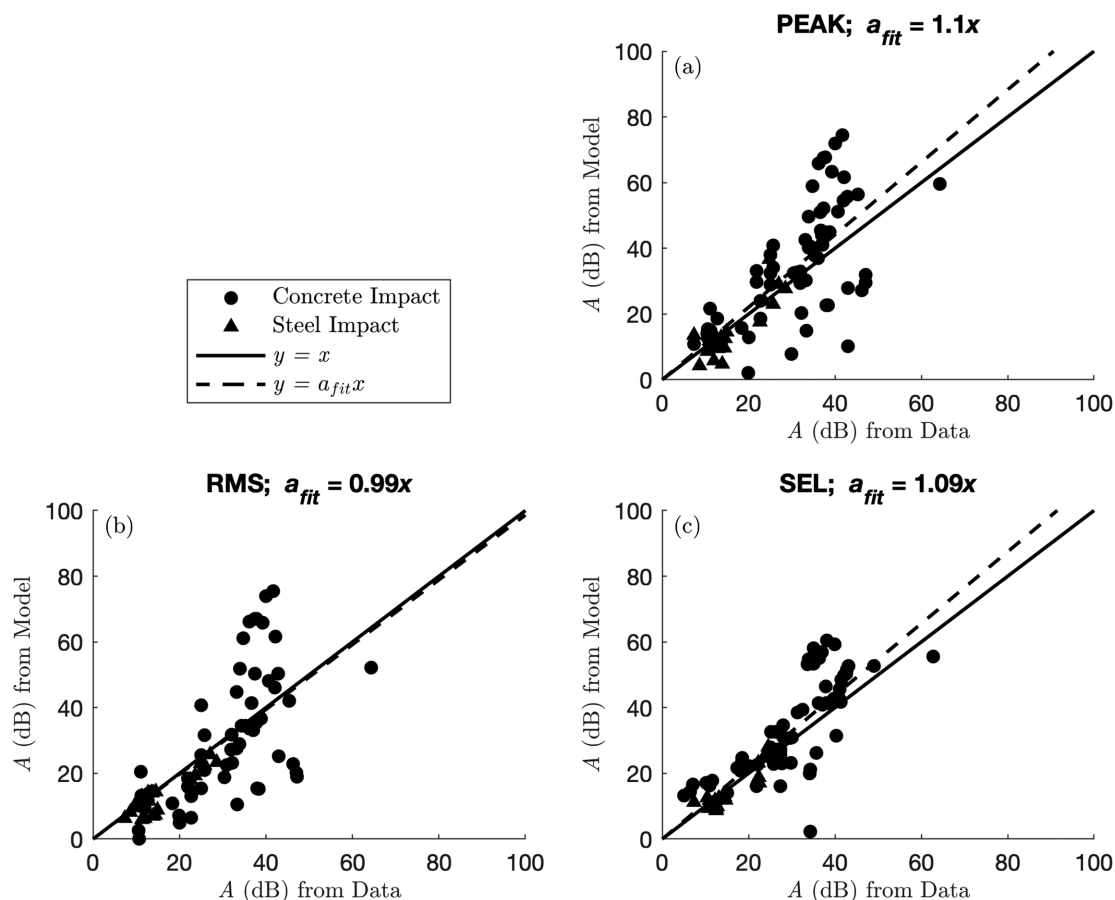 PEAK; a_fit = 1.1x
(a)
100
80
60
40
20
0
A (dB) from Model
0 20 40 60 80 100
A (dB) from Data
Concrete Impact
Steel Impact
y = x
y = a_fit x
RMS; a_fit = 0.99x
(b)
100
80
60
40
20
0
A (dB) from Model
0 20 40 60 80 100
A (dB) from Data
SEL; a_fit = 1.09x
(c)
100
80
60
40
20
0
A (dB) from Model
0 20 40 60 80 100
A (dB) from Data